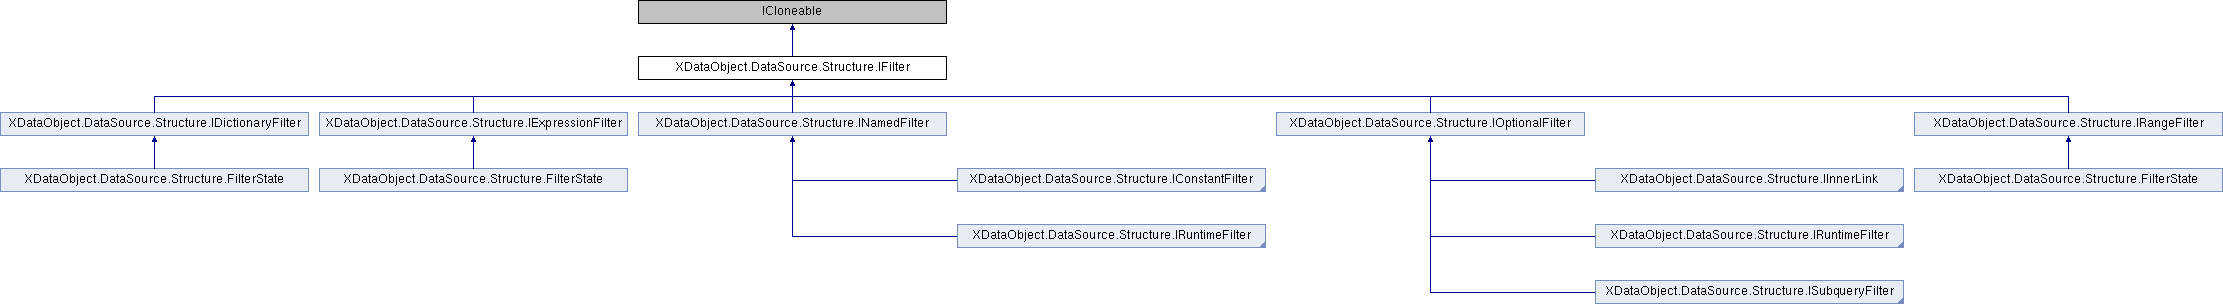 ICloneable
XDataObject.DataSource.Structure.IFilter
XDataObject.DataSource.Structure.IDictionaryFilter
XDataObject.DataSource.Structure.IExpressionFilter
XDataObject.DataSource.Structure.INamedFilter
XDataObject.DataSource.Structure.IOptionalFilter
XDataObject.DataSource.Structure.IRangeFilter
XDataObject.DataSource.Structure.FilterState
XDataObject.DataSource.Structure.FilterState
XDataObject.DataSource.Structure.IConstantFilter
XDataObject.DataSource.Structure.IInnerLink
XDataObject.DataSource.Structure.FilterState
XDataObject.DataSource.Structure.IRuntimeFilter
XDataObject.DataSource.Structure.IRuntimeFilter
XDataObject.DataSource.Structure.ISubqueryFilter